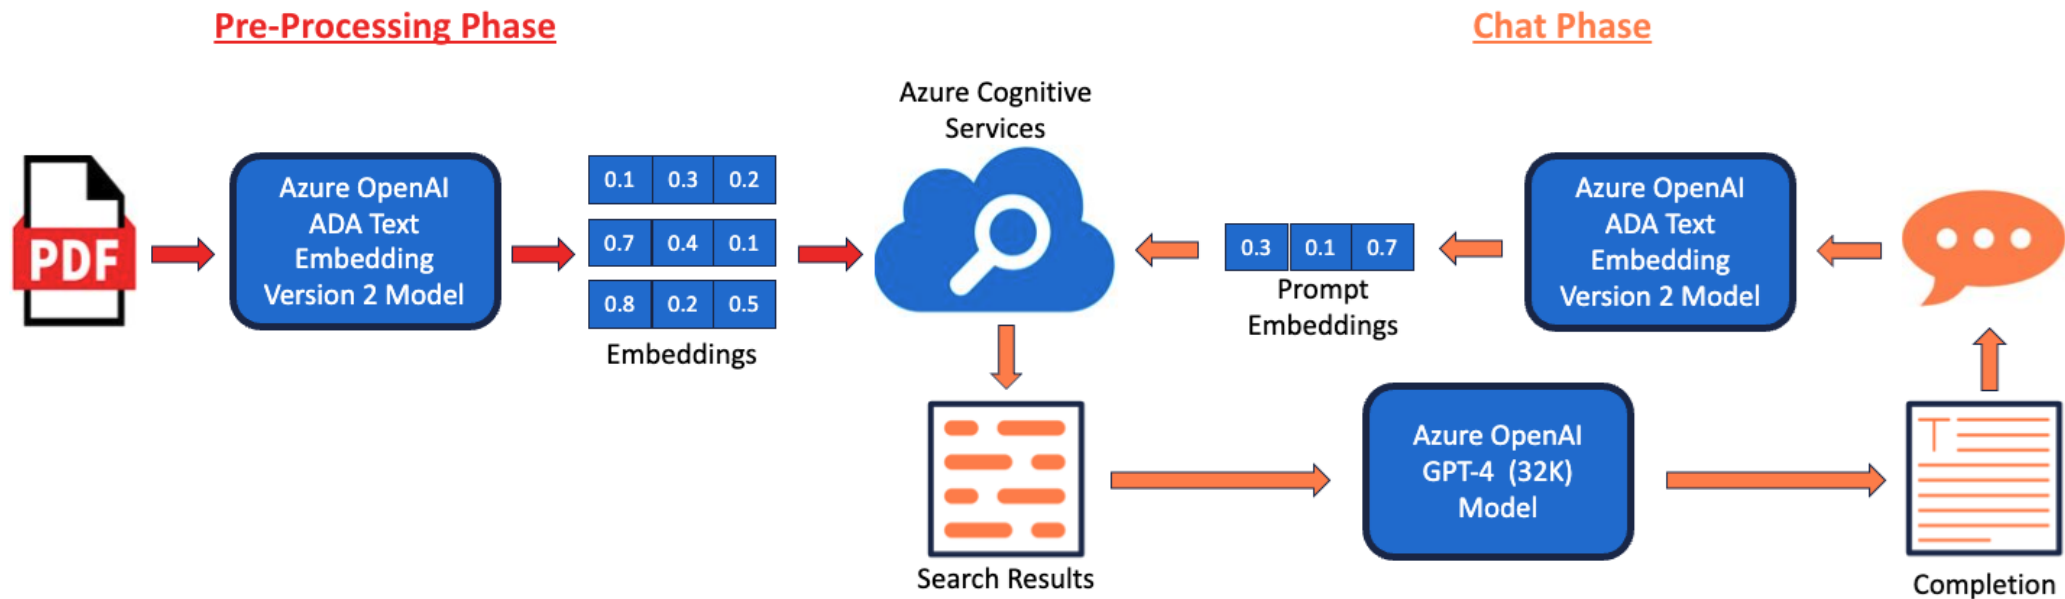 Pre-Processing Phase
Chat Phase
Azure Cognitive
Services
PDF
Azure OpenAI
ADA Text
Embedding
Version 2 Model
0.1 0.3 0.2
0.7 0.4 0.1
0.8 0.2 0.5
Embeddings
0.3 0.1 0.7
Prompt
Embeddings
Azure OpenAI
ADA Text
Embedding
Version 2 Model
Search Results
Azure OpenAI
GPT-4 (32K)
Model
T
Completion